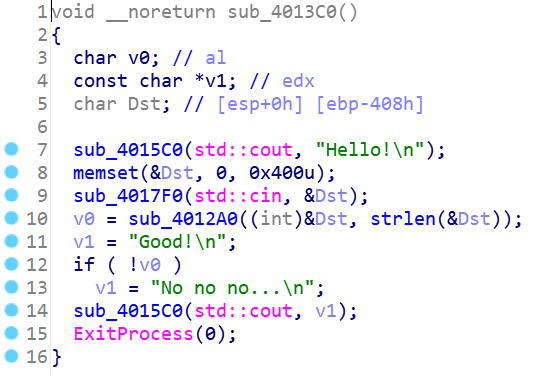 1 void __noreturn sub_4013C0()
2 {
3 char v0; // al
4 const char *v1; // edx
5 char Dst; // [esp+0h] [ebp-408h]
6
7 sub_4015C0(std::cout, "Hello!\n");
8 memset(&Dst, 0, 0x400u);
9 sub_4017F0(std::cin, &Dst);
10 v0 = sub_4012A0((int)&Dst, strlen(&Dst));
11 v1 = "Good!\n";
12 if ( !v0 )
13 v1 = "No no no...\n";
14 sub_4015C0(std::cout, v1);
15 ExitProcess(0);
16 }